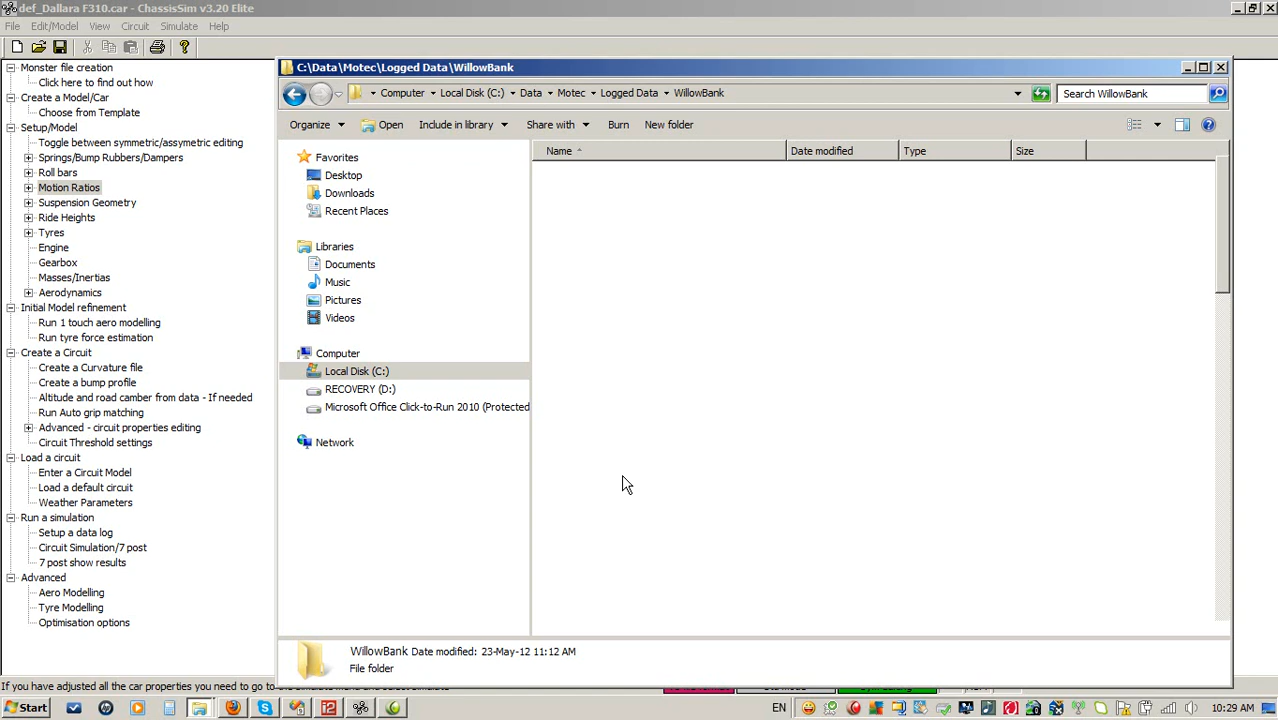 def_Dallara F310.car - ChassisSim v3.20 Elite
File Edit/Model View Circuit Simulate Help
Monster file creation
Click here to find out how
Create a Model/Car
Choose from Template
Setup/Model
Toggle between symmetric/assymetric editing
Springs/Bump Rubbers/Dampers
Roll bars
Motion Ratios
Suspension Geometry
Ride Heights
Tyres
Engine
Gearbox
Masses/Inertias
Aerodynamics
Initial Model refinement
Run 1 touch aero modelling
Run tyre force estimation
Create a Circuit
Create a Curvature file
Create a bump profile
Altitude and road camber from data - If needed
Run Auto grip matching
Advanced - circuit properties editing
Circuit Threshold settings
Load a circuit
Enter a Circuit Model
Load a default circuit
Weather Parameters
Run a simulation
Setup a data log
Circuit Simulation/7 post
7 post show results
Advanced
Aero Modelling
Tyre Modelling
Optimisation options
C:\Data\Motec\Logged Data\WillowBank
Computer Local Disk (C:) Data Motec Logged Data WillowBank
Search WillowBank
Organize Open Include in library Share with Burn New folder
Name Date modified Type Size
Favorites
Desktop
Downloads
Recent Places
Libraries
Documents
Music
Pictures
Videos
Computer
Local Disk (C:)
RECOVERY (D:)
Microsoft Office Click-to-Run 2010 (Protected
Network
WillowBank Date modified: 23-May-12 11:12 AM
File folder
If you have adjusted all the car properties you need to go to the simulate menu and select simulate
Start
EN
10:29 AM